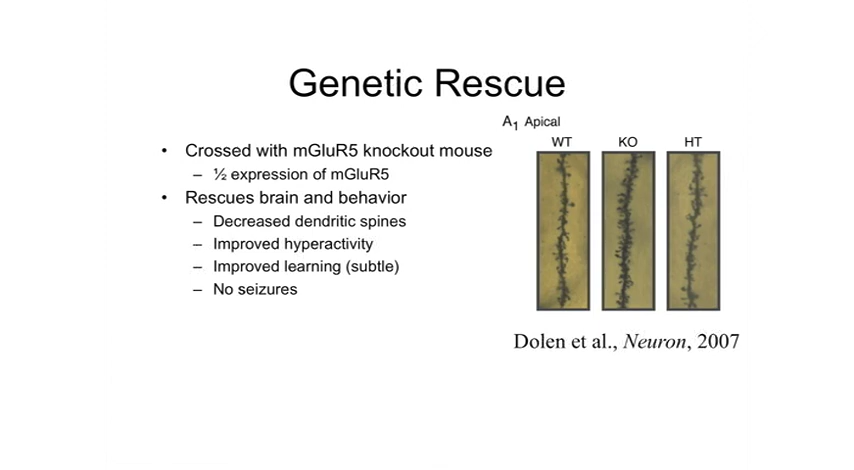 Genetic Rescue
• Crossed with mGluR5 knockout mouse
– ½ expression of mGluR5
• Rescues brain and behavior
– Decreased dendritic spines
– Improved hyperactivity
– Improved learning (subtle)
– No seizures
A1 Apical
WT KO HT
Dolen et al., Neuron, 2007